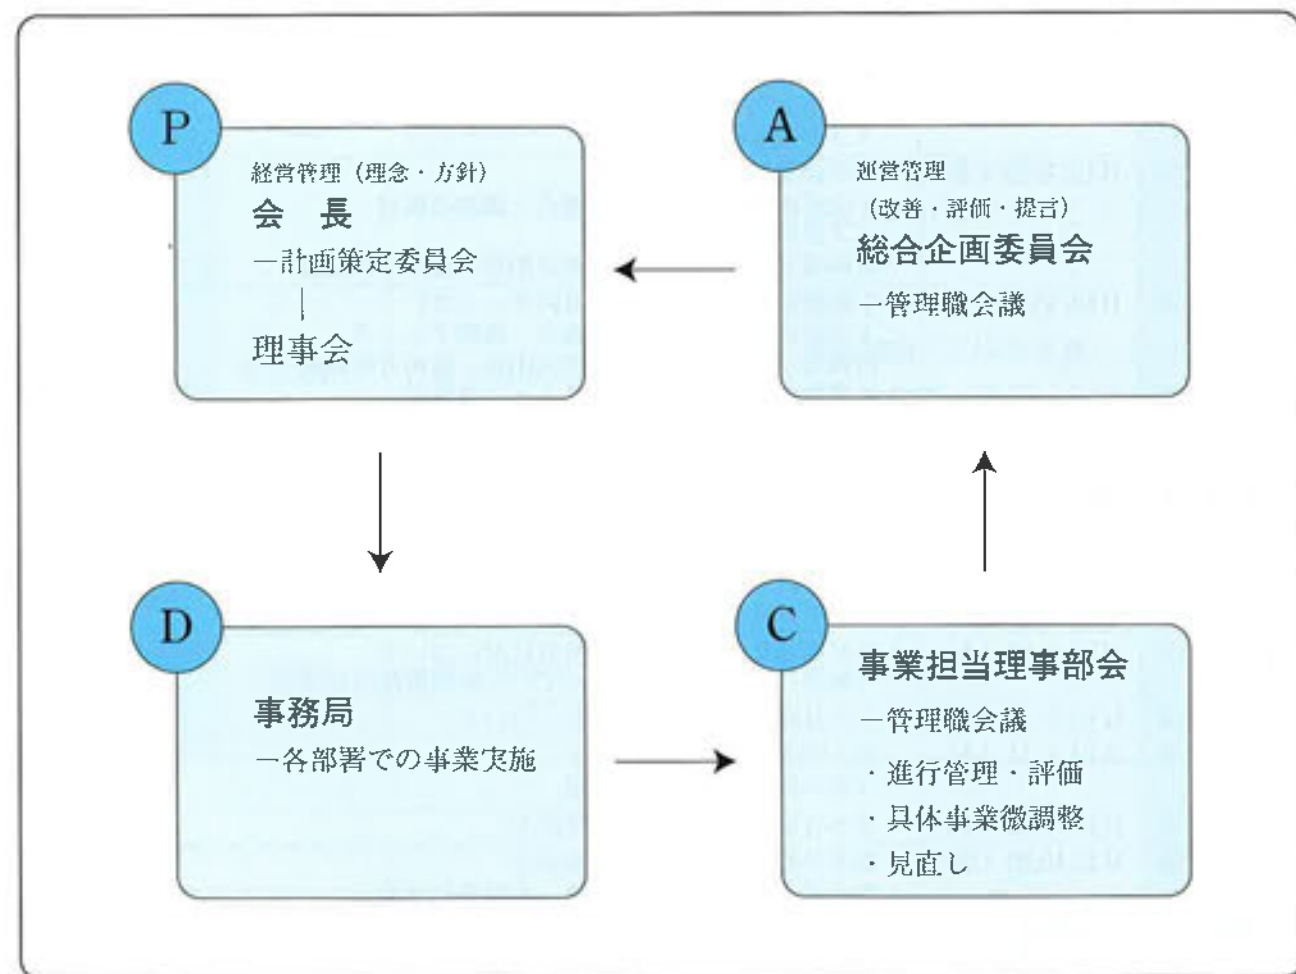 P
経営管理（理念・方針）
会　長
―計画策定委員会
｜
理事会
A
運営管理
（改善・評価・提言）
総合企画委員会
―管理職会議
D
事務局
―各部署での事業実施
C
事業担当理事部会
―管理職会議
・進行管理・評価
・具体事業微調整
・見直し